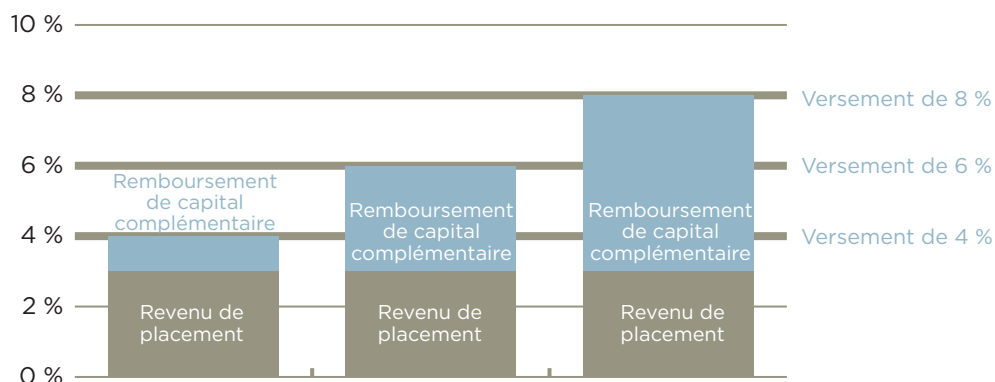 10 %
8 %
Versement de 8 %
6 %
Versement de 6 %
Remboursement
de capital
complémentaire
Remboursement
de capital
complémentaire
Remboursement
de capital
complémentaire
4 %
Versement de 4 %
2 %
Revenu de
placement
Revenu de
placement
Revenu de
placement
0 %